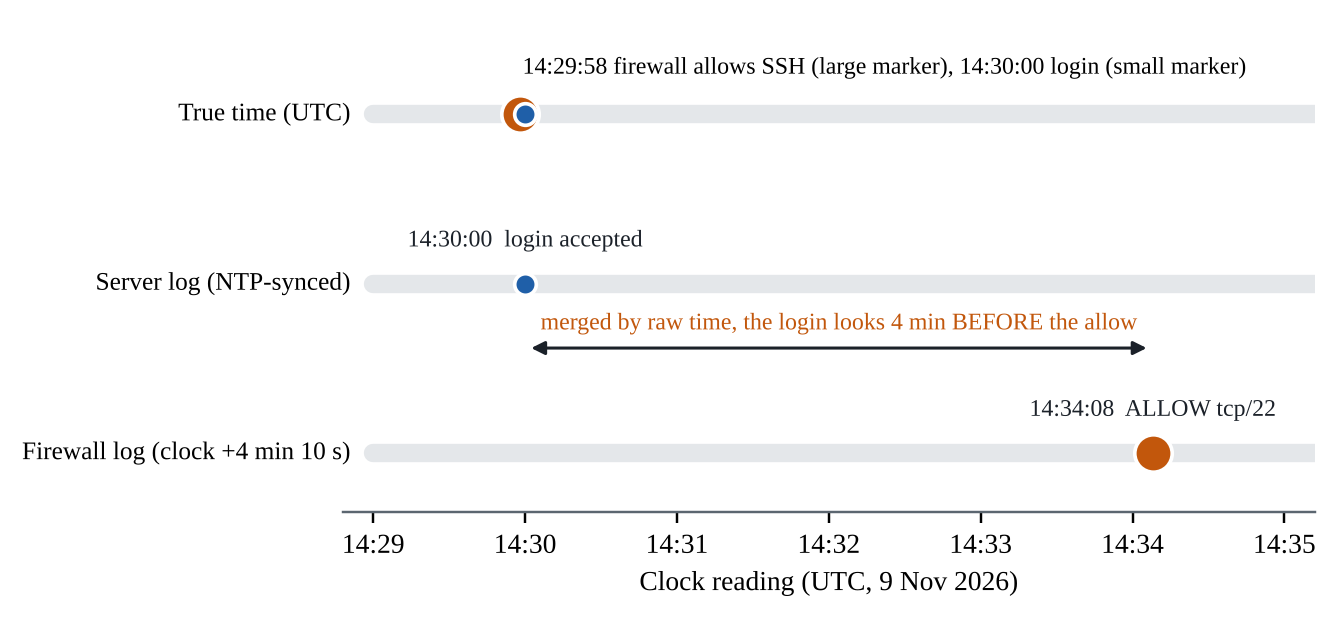 14:29:58 firewall allows SSH (large marker), 14:30:00 login (small marker)
True time (UTC)
14:30:00  login accepted
Server log (NTP-synced)
merged by raw time, the login looks 4 min BEFORE the allow
14:34:08  ALLOW tcp/22
Firewall log (clock +4 min 10 s)
14:29 14:30 14:31 14:32 14:33 14:34 14:35
Clock reading (UTC, 9 Nov 2026)